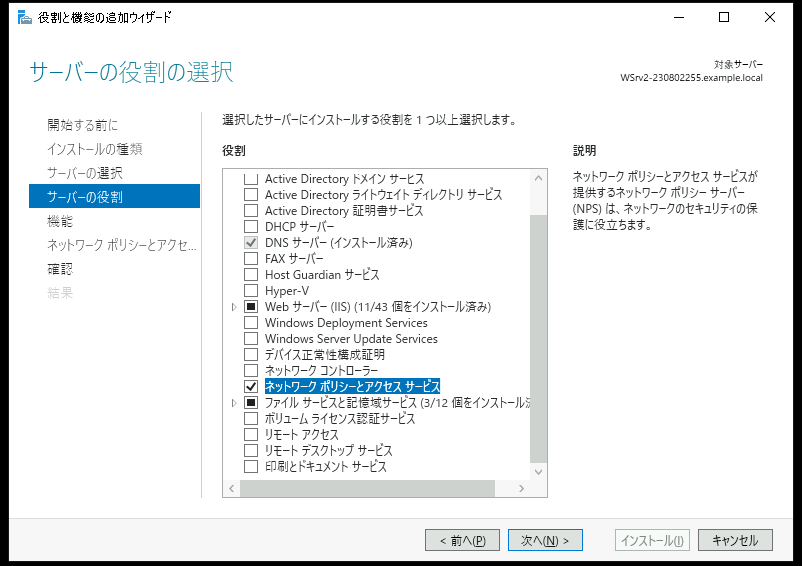 役割と機能の追加ウィザード
サーバーの役割の選択
対象サーバー
WSrv2-230802255.example.local
開始する前に
インストールの種類
サーバーの選択
サーバーの役割
機能
ネットワーク ポリシーとアクセ...
確認
結果
選択したサーバーにインストールする役割を 1 つ以上選択します。
役割
Active Directory ドメイン サービス
Active Directory ライトウェイト ディレクトリ サービス
Active Directory 証明書サービス
DHCP サーバー
DNS サーバー (インストール済み)
FAX サーバー
Host Guardian サービス
Hyper-V
Web サーバー (IIS) (11/43 個をインストール済み)
Windows Deployment Services
Windows Server Update Services
デバイス正常性構成証明
ネットワーク コントローラー
ネットワーク ポリシーとアクセス サービス
ファイル サービスと記憶域サービス (3/12 個をインストール済
ボリューム ライセンス認証サービス
リモート アクセス
リモート デスクトップ サービス
印刷とドキュメント サービス
説明
ネットワーク ポリシーとアクセス サービスが
提供するネットワーク ポリシー サーバー
(NPS) は、ネットワークのセキュリティの保
護に役立ちます。
< 前へ(P)
次へ(N) >
インストール(I)
キャンセル